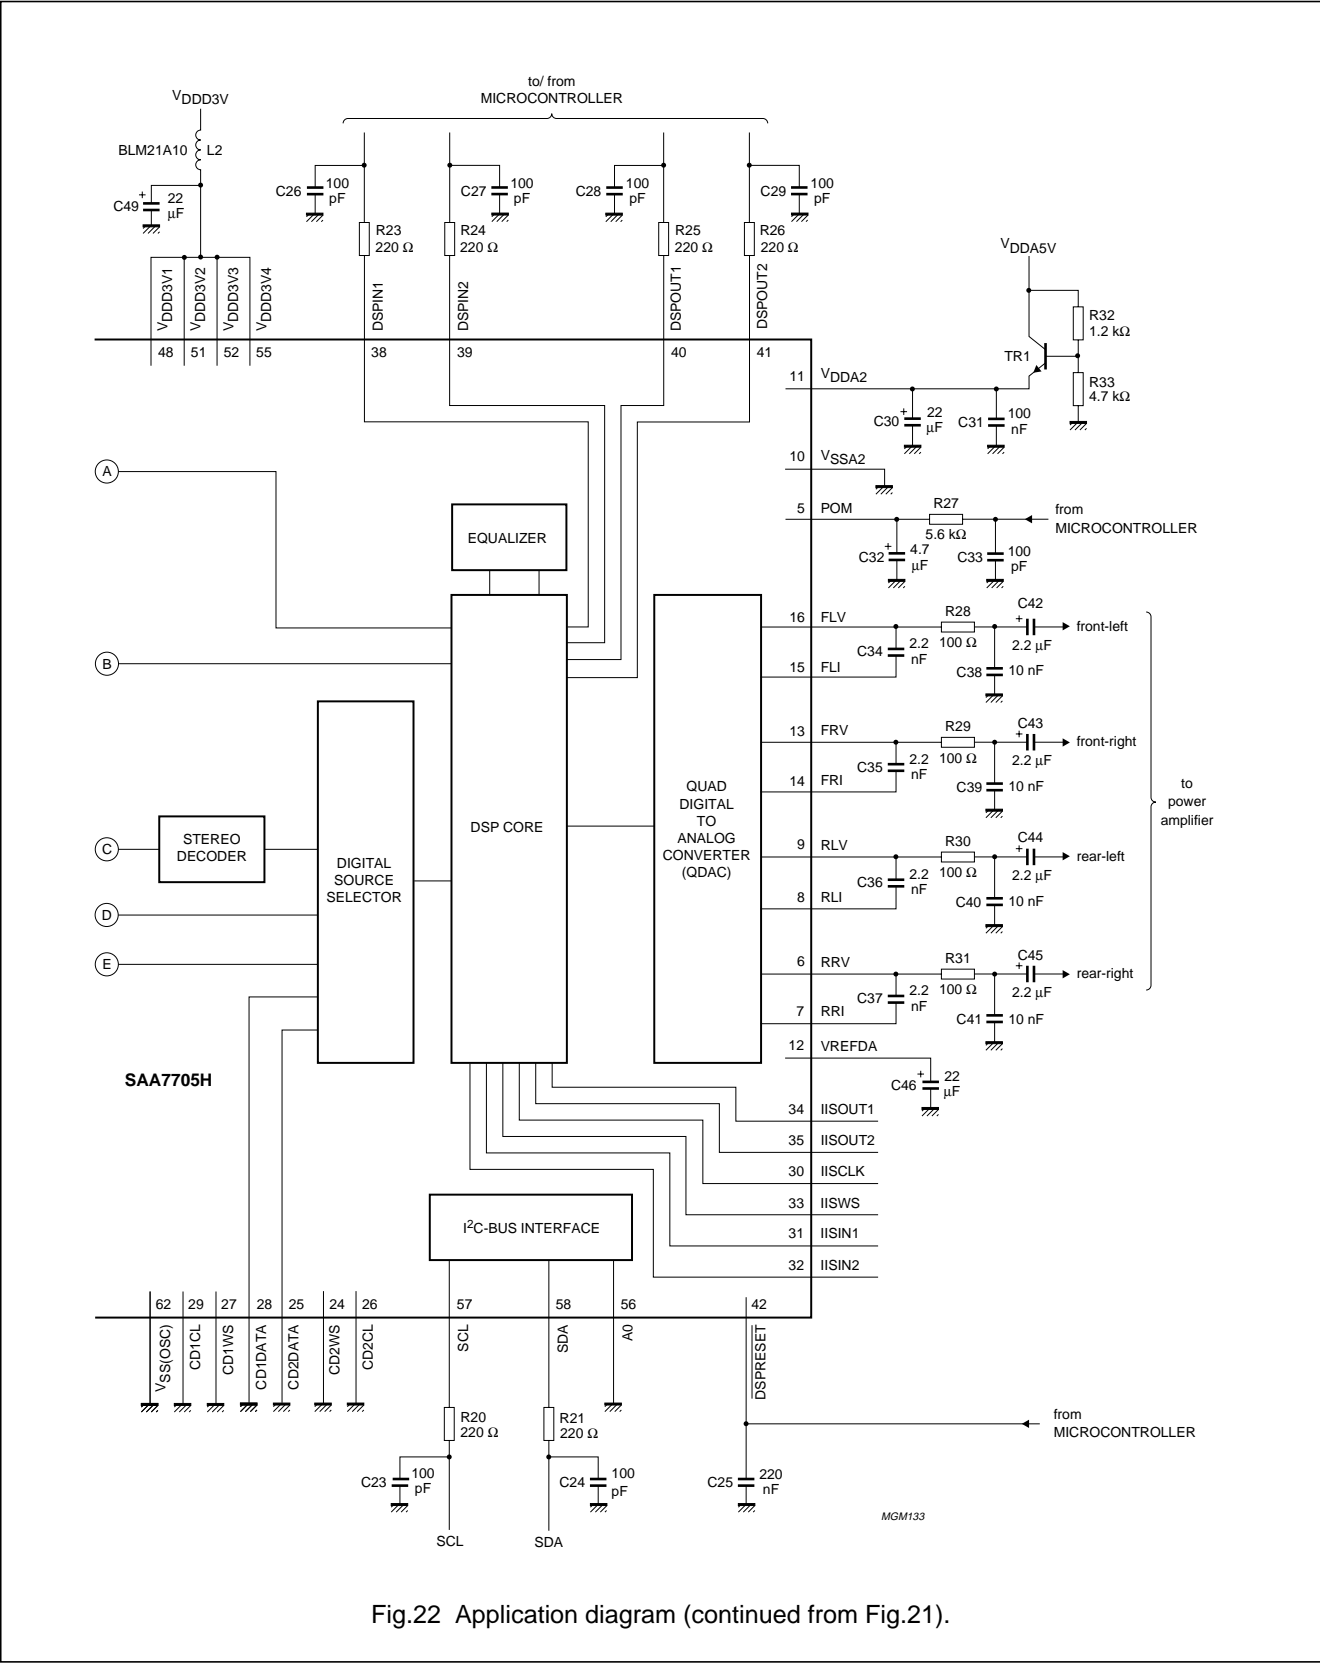 to/ from
MICROCONTROLLER
VDDD3V
BLM21A10 L2
C49 + 22 μF
C26 100 pF
C27 100 pF
C28 100 pF
C29 100 pF
R23 220 Ω
R24 220 Ω
R25 220 Ω
R26 220 Ω
VDDD3V1
VDDD3V2
VDDD3V3
VDDD3V4
DSPIN1
DSPIN2
DSPOUT1
DSPOUT2
48 51 52 55 38 39 40 41
VDDA5V
R32 1.2 kΩ
TR1
R33 4.7 kΩ
11 VDDA2
C30 + 22 μF
C31 100 nF
10 VSSA2
5 POM
R27 5.6 kΩ
from
MICROCONTROLLER
C32 + 4.7 μF
C33 100 pF
A
B
C
D
E
EQUALIZER
DSP CORE
STEREO
DECODER
DIGITAL
SOURCE
SELECTOR
QUAD
DIGITAL
TO
ANALOG
CONVERTER
(QDAC)
16 FLV
15 FLI
C34 2.2 nF
R28 100 Ω
C42 + 2.2 μF
C38 10 nF
front-left
13 FRV
14 FRI
C35 2.2 nF
R29 100 Ω
C43 + 2.2 μF
C39 10 nF
front-right
9 RLV
8 RLI
C36 2.2 nF
R30 100 Ω
C44 + 2.2 μF
C40 10 nF
rear-left
6 RRV
7 RRI
C37 2.2 nF
R31 100 Ω
C45 + 2.2 μF
C41 10 nF
rear-right
to
power
amplifier
12 VREFDA
C46 + 22 μF
SAA7705H
34 IISOUT1
35 IISOUT2
30 IISCLK
33 IISWS
31 IISIN1
32 IISIN2
I2C-BUS INTERFACE
62 29 27 28 25 24 26 57 58 56 42
VSS(OSC)
CD1CL
CD1WS
CD1DATA
CD2DATA
CD2WS
CD2CL
SCL
SDA
A0
DSPRESET
R20 220 Ω
R21 220 Ω
C23 100 pF
C24 100 pF
C25 220 nF
from
MICROCONTROLLER
SCL
SDA
MGM133
Fig.22 Application diagram (continued from Fig.21).